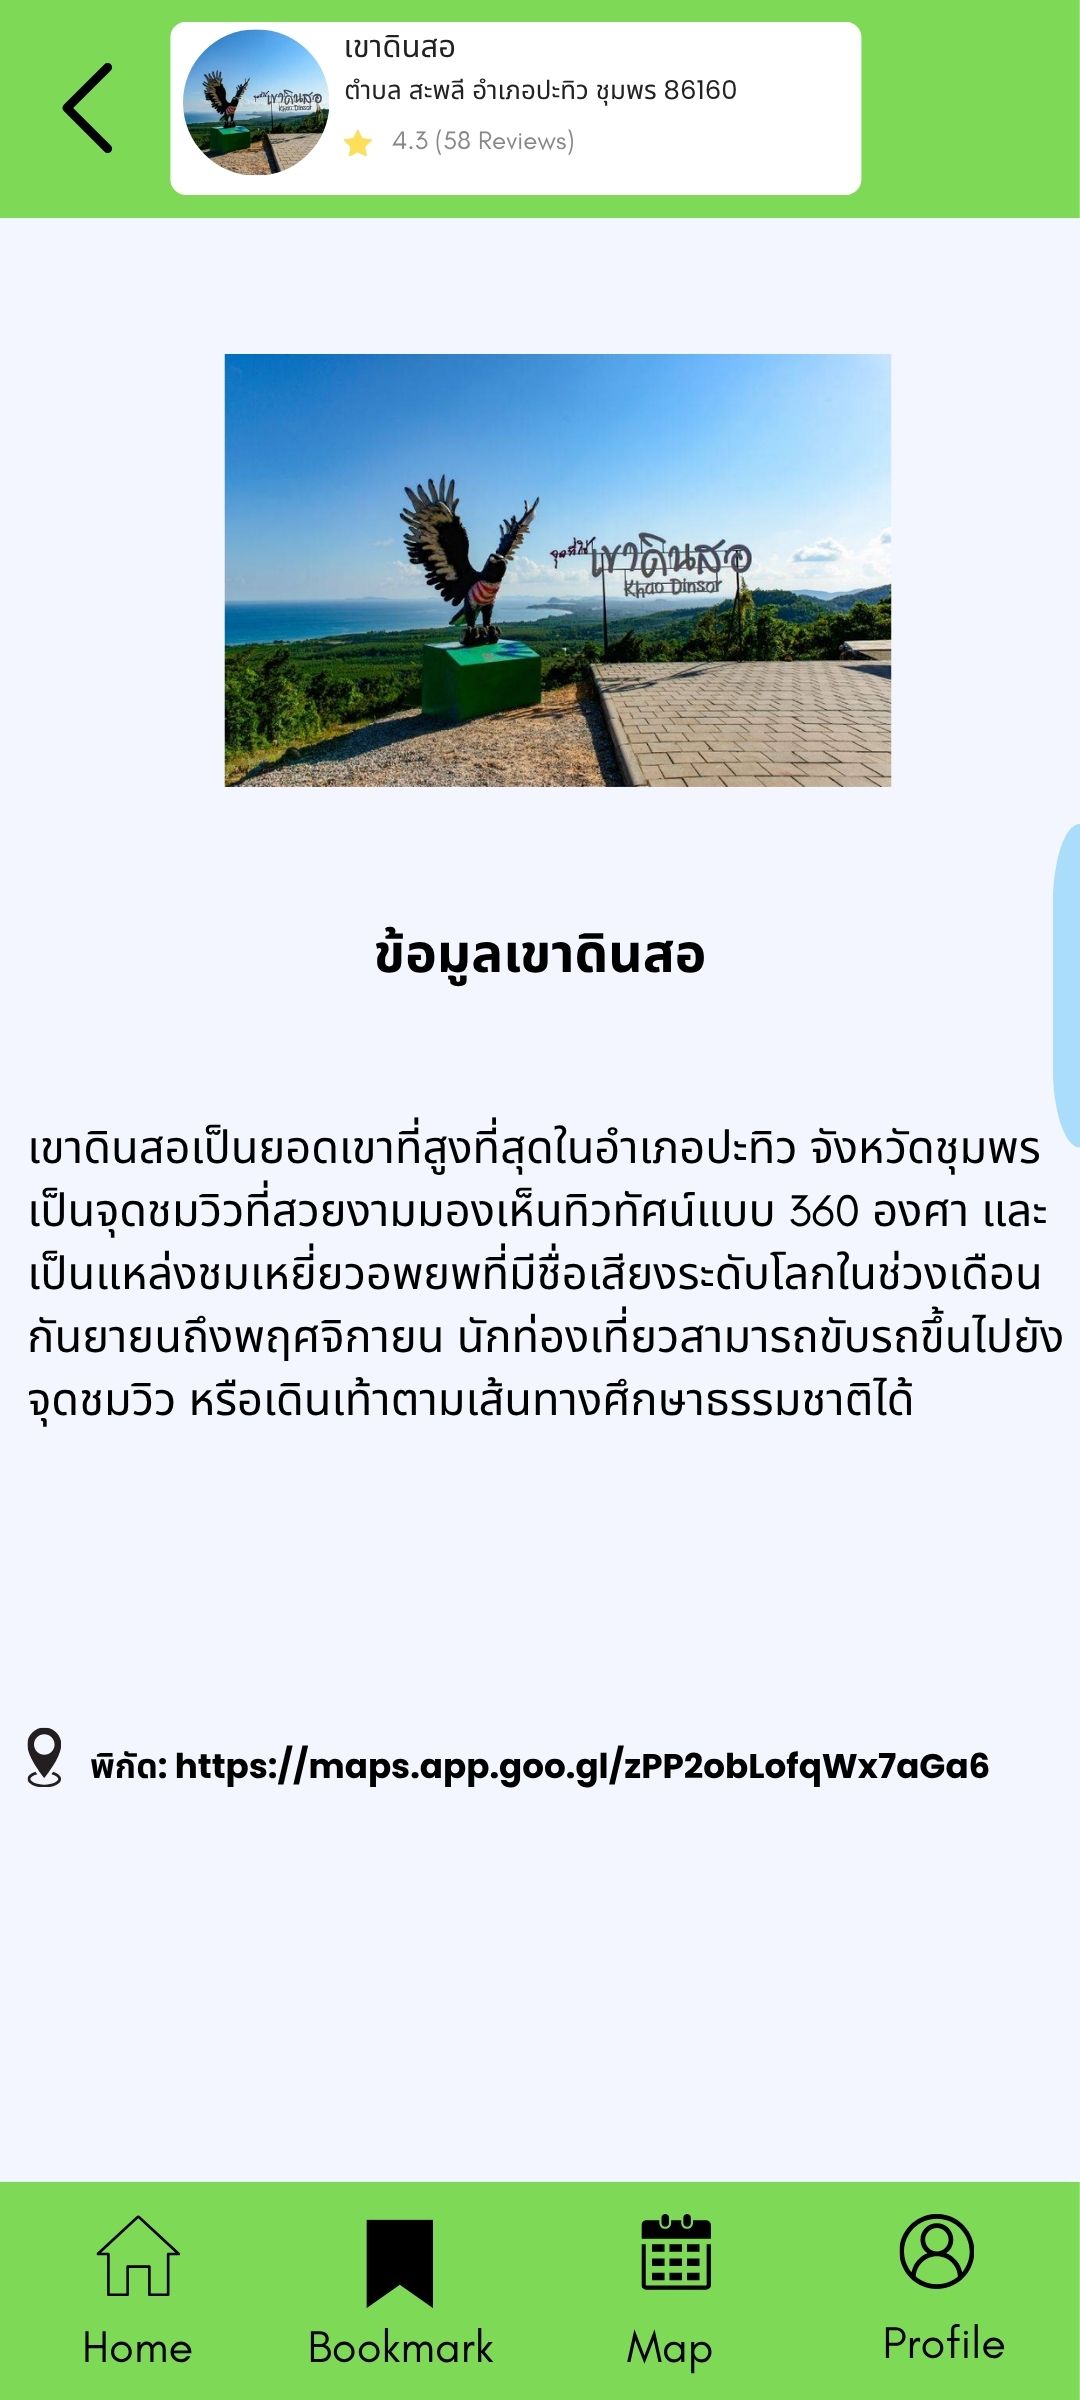 เขาดินสอ
ตำบล สะพลี อำเภอปะทิว ชุมพร 86160
4.3 (58 Reviews)
จุดที่ 1
เขาดินสอ
Khao Dinsor
ข้อมูลเขาดินสอ
เขาดินสอเป็นยอดเขาที่สูงที่สุดในอำเภอปะทิว จังหวัดชุมพร
เป็นจุดชมวิวที่สวยงามมองเห็นทิวทัศน์แบบ 360 องศา และ
เป็นแหล่งชมเหยี่ยวอพยพที่มีชื่อเสียงระดับโลกในช่วงเดือน
กันยายนถึงพฤศจิกายน นักท่องเที่ยวสามารถขับรถขึ้นไปยัง
จุดชมวิว หรือเดินเท้าตามเส้นทางศึกษาธรรมชาติได้
พิกัด: https://maps.app.goo.gl/zPP2obLofqWx7aGa6
Home
Bookmark
Map
Profile